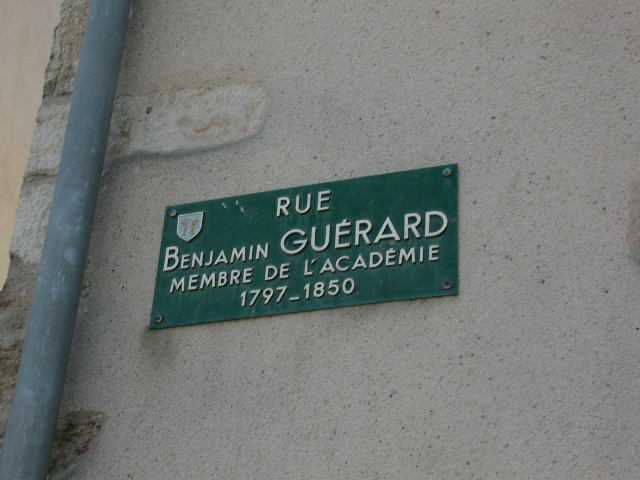 RUE
BENJAMIN GUÉRARD
MEMBRE DE L'ACADÉMIE
1797-1850